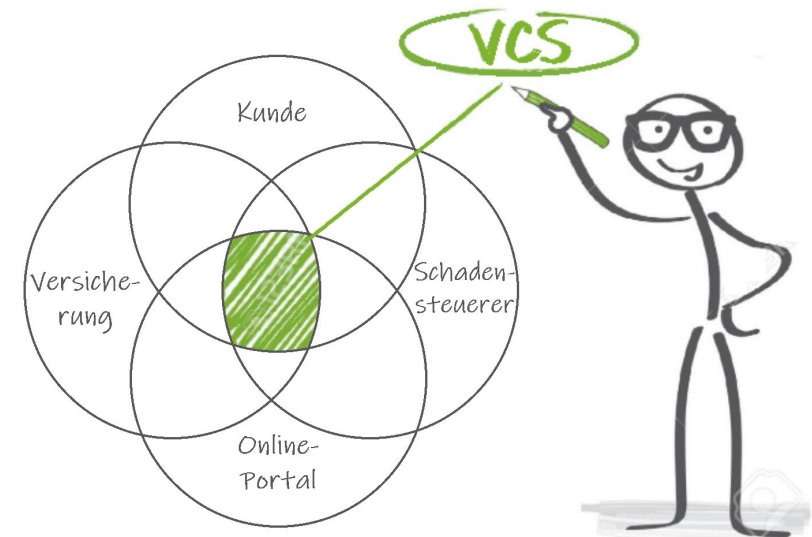 VCS
Kunde
Versiche-
rung
Schaden-
steuerer
Online-
Portal